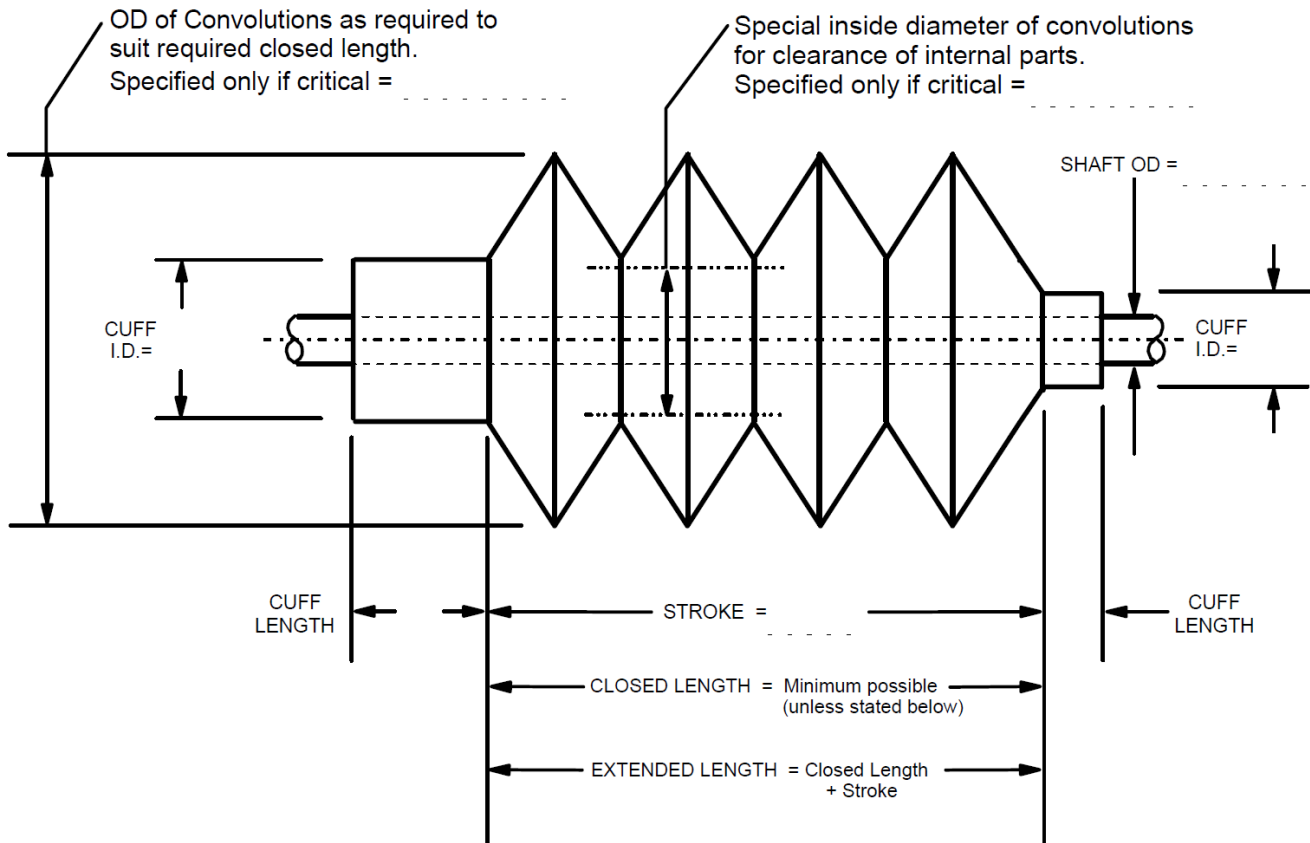 OD of Convolutions as required to
suit required closed length.
Specified only if critical =
Special inside diameter of convolutions
for clearance of internal parts.
Specified only if critical =
SHAFT OD =
CUFF
I.D.=
CUFF
I.D.=
CUFF
LENGTH
STROKE =
CUFF
LENGTH
CLOSED LENGTH = Minimum possible
(unless stated below)
EXTENDED LENGTH = Closed Length
+ Stroke